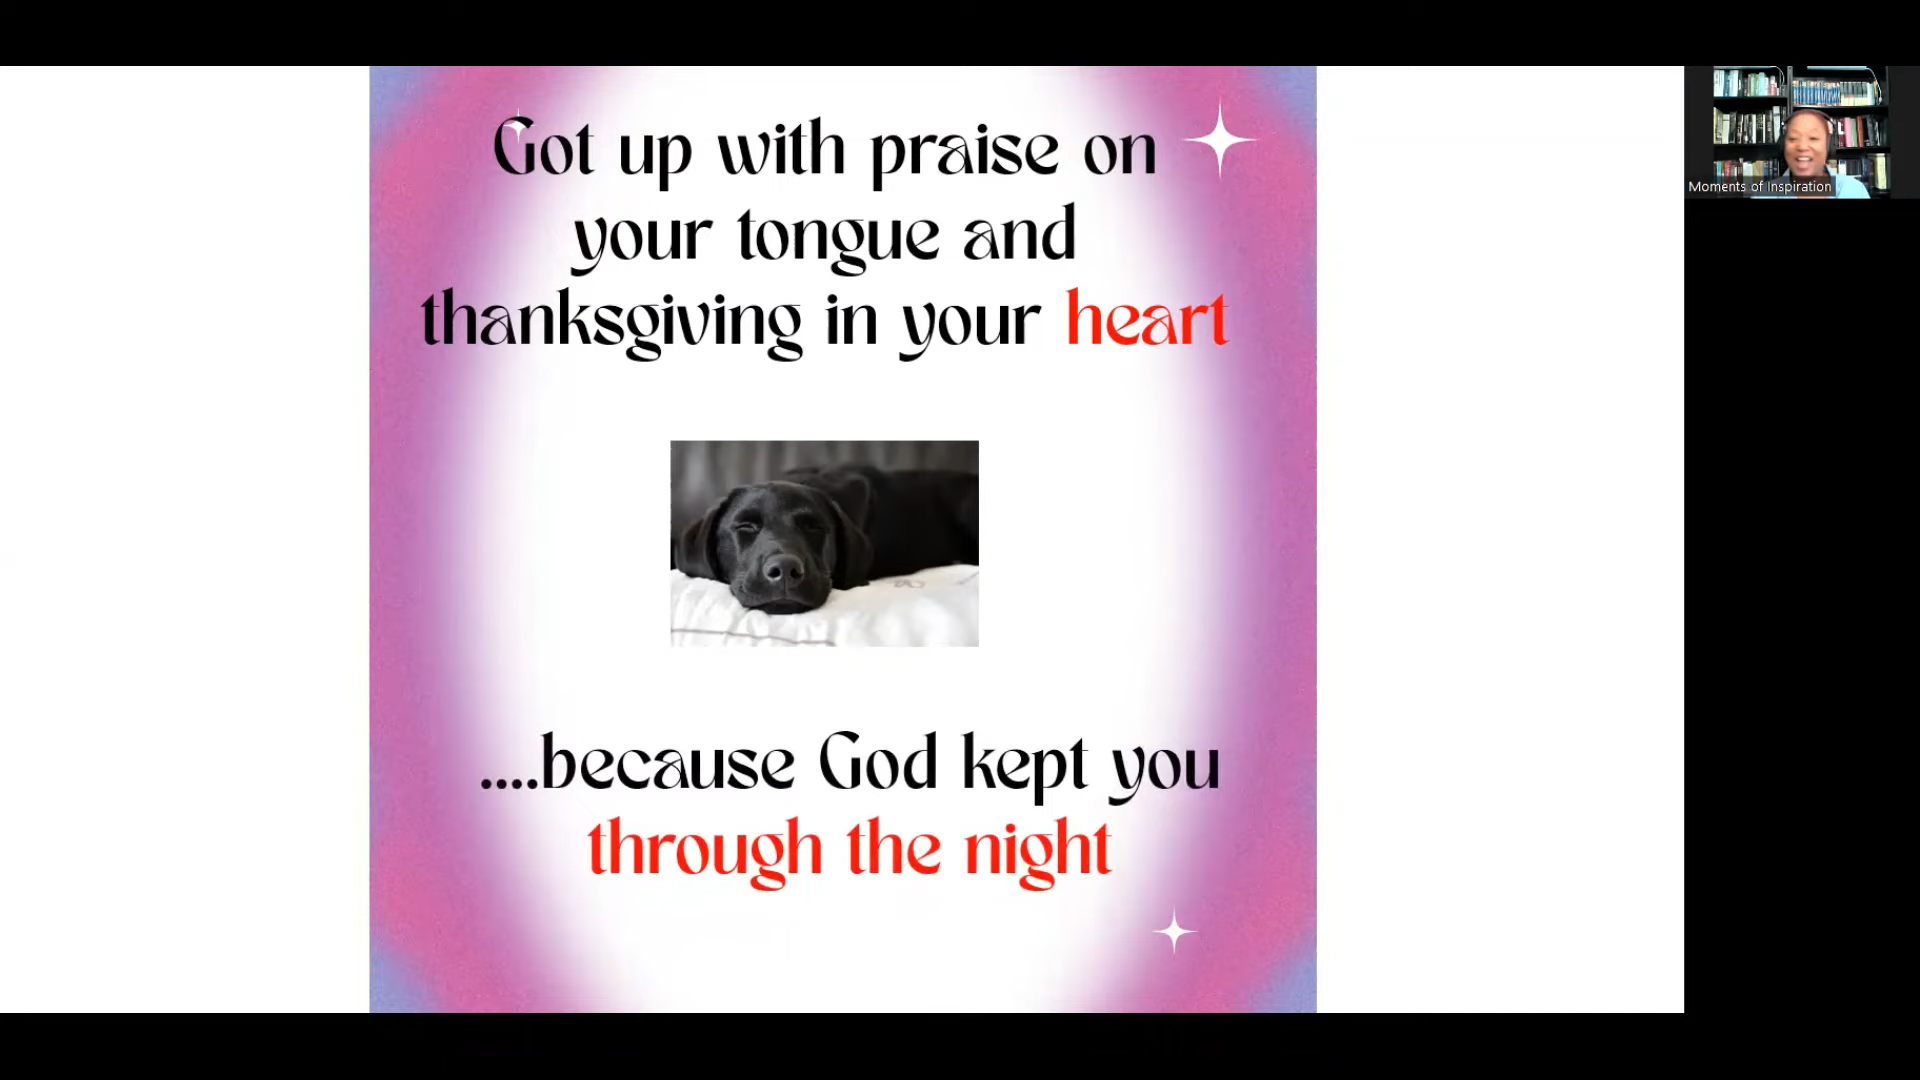 Got up with praise on
your tongue and
thanksgiving in your heart
....because God kept you
through the night
Moments of Inspiration